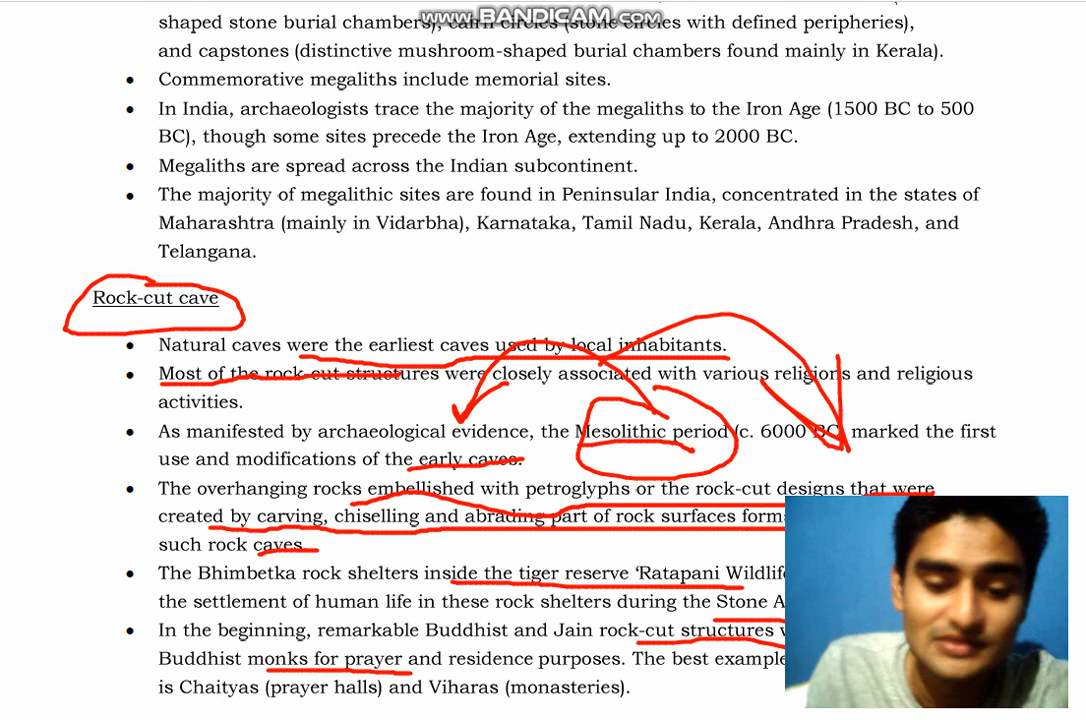 www.BANDICAM.com
shaped stone burial chambers), cairn circles (stone circles with defined peripheries),
and capstones (distinctive mushroom-shaped burial chambers found mainly in Kerala).
• Commemorative megaliths include memorial sites.
• In India, archaeologists trace the majority of the megaliths to the Iron Age (1500 BC to 500
BC), though some sites precede the Iron Age, extending up to 2000 BC.
• Megaliths are spread across the Indian subcontinent.
• The majority of megalithic sites are found in Peninsular India, concentrated in the states of
Maharashtra (mainly in Vidarbha), Karnataka, Tamil Nadu, Kerala, Andhra Pradesh, and
Telangana.
Rock-cut cave
• Natural caves were the earliest caves used by local inhabitants.
• Most of the rock-cut structures were closely associated with various religions and religious
activities.
• As manifested by archaeological evidence, the Mesolithic period (c. 6000 BC) marked the first
use and modifications of the early caves.
• The overhanging rocks embellished with petroglyphs or the rock-cut designs that were
created by carving, chiselling and abrading part of rock surfaces form
such rock caves.
• The Bhimbetka rock shelters inside the tiger reserve ‘Ratapani Wildlif
the settlement of human life in these rock shelters during the Stone A
• In the beginning, remarkable Buddhist and Jain rock-cut structures
Buddhist monks for prayer and residence purposes. The best example
is Chaityas (prayer halls) and Viharas (monasteries).